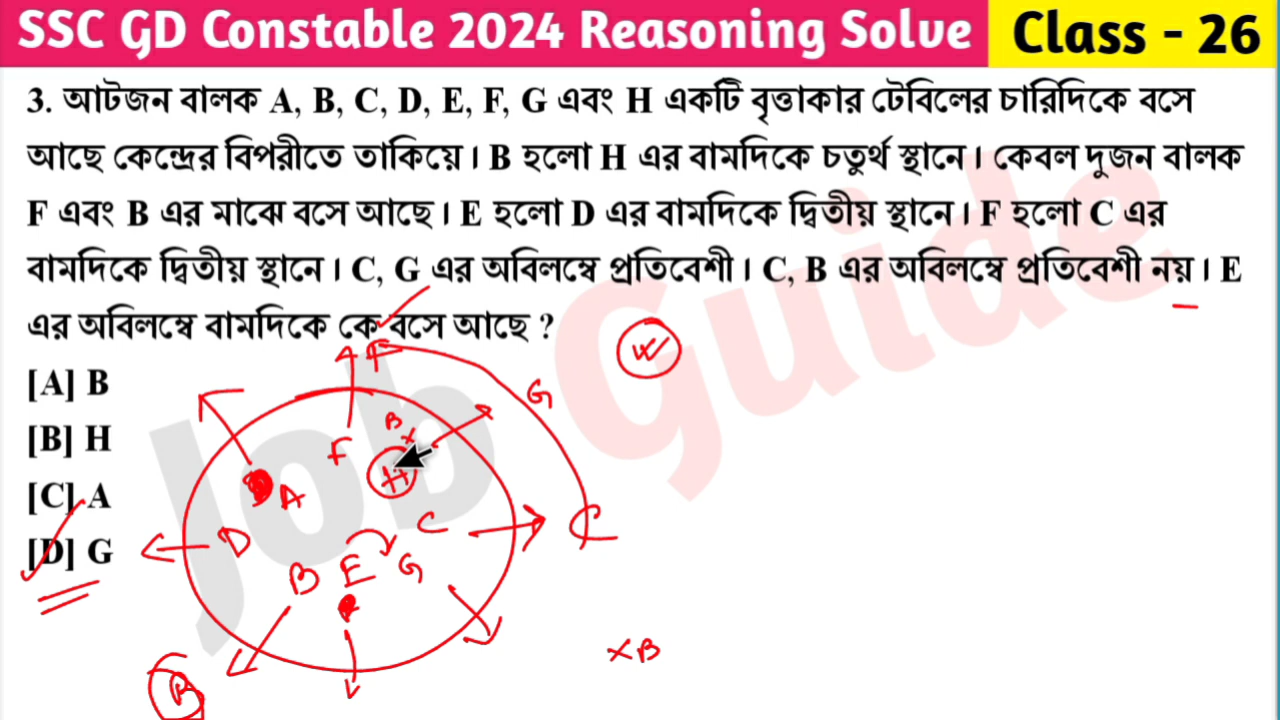 SSC GD Constable 2024 Reasoning Solve Class - 26
3. আটজন বালক A, B, C, D, E, F, G এবং H একটি বৃত্তাকার টেবিলের চারিদিকে বসে
আছে কেন্দ্রের বিপরীতে তাকিয়ে। B হলো H এর বামদিকে চতুর্থ স্থানে। কেবল দুজন বালক
F এবং B এর মাঝে বসে আছে। E হলো D এর বামদিকে দ্বিতীয় স্থানে। F হলো C এর
বামদিকে দ্বিতীয় স্থানে। C, G এর অবিলম্বে প্রতিবেশী। C, B এর অবিলম্বে প্রতিবেশী নয়। E
এর অবিলম্বে বামদিকে কে বসে আছে ?
[A] B
[B] H
[C] A
[D] G
Job Guide
F
G
B
F
H
A
C
C
D
B E G
B
×B